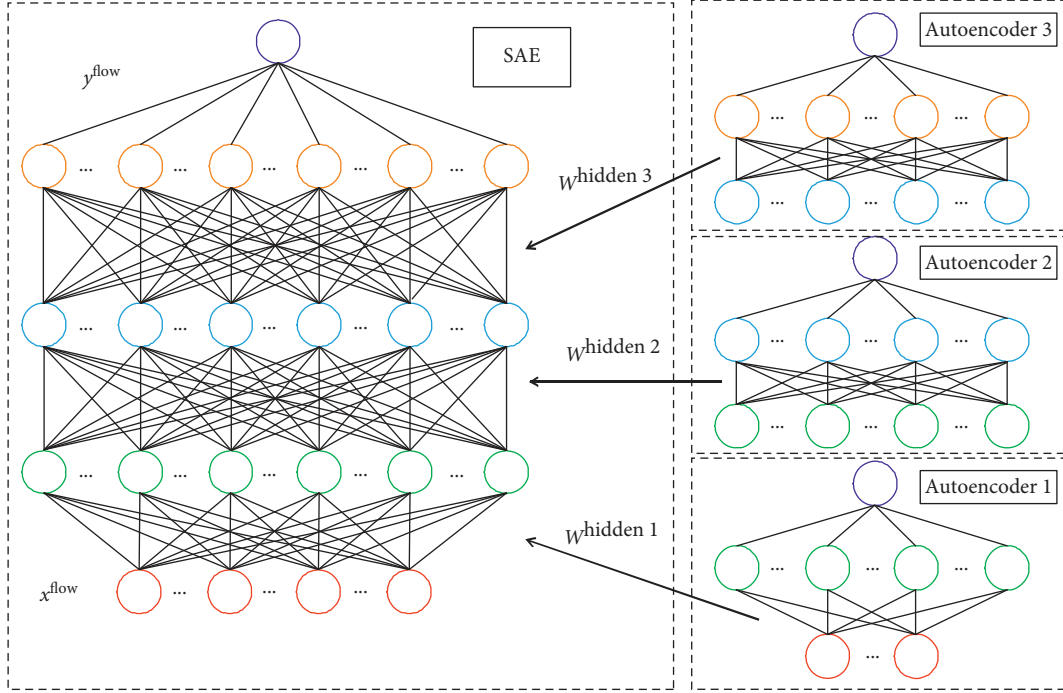 SAE
y^flow
... ... ... ... ...
... ... ... ... ...
... ... ... ... ...
x^flow
... ... ...
W^hidden 3
W^hidden 2
W^hidden 1
Autoencoder 3
... ... ...
... ... ...
Autoencoder 2
... ... ...
... ... ...
Autoencoder 1
... ... ...
...